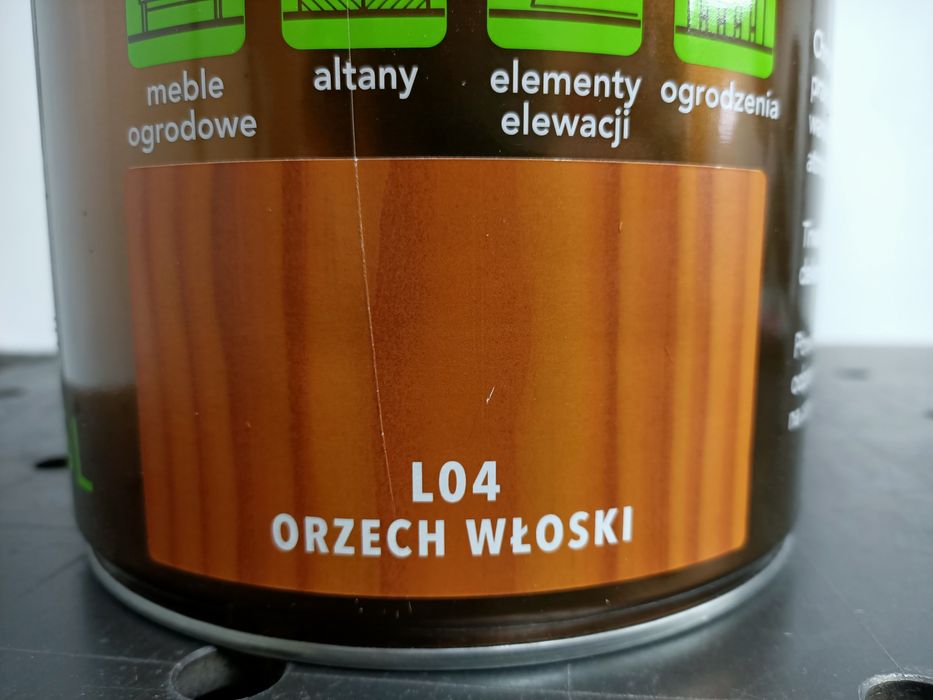 meble
ogrodowe
altany
elementy
elewacji
ogrodzenia
L04
ORZECH WŁOSKI